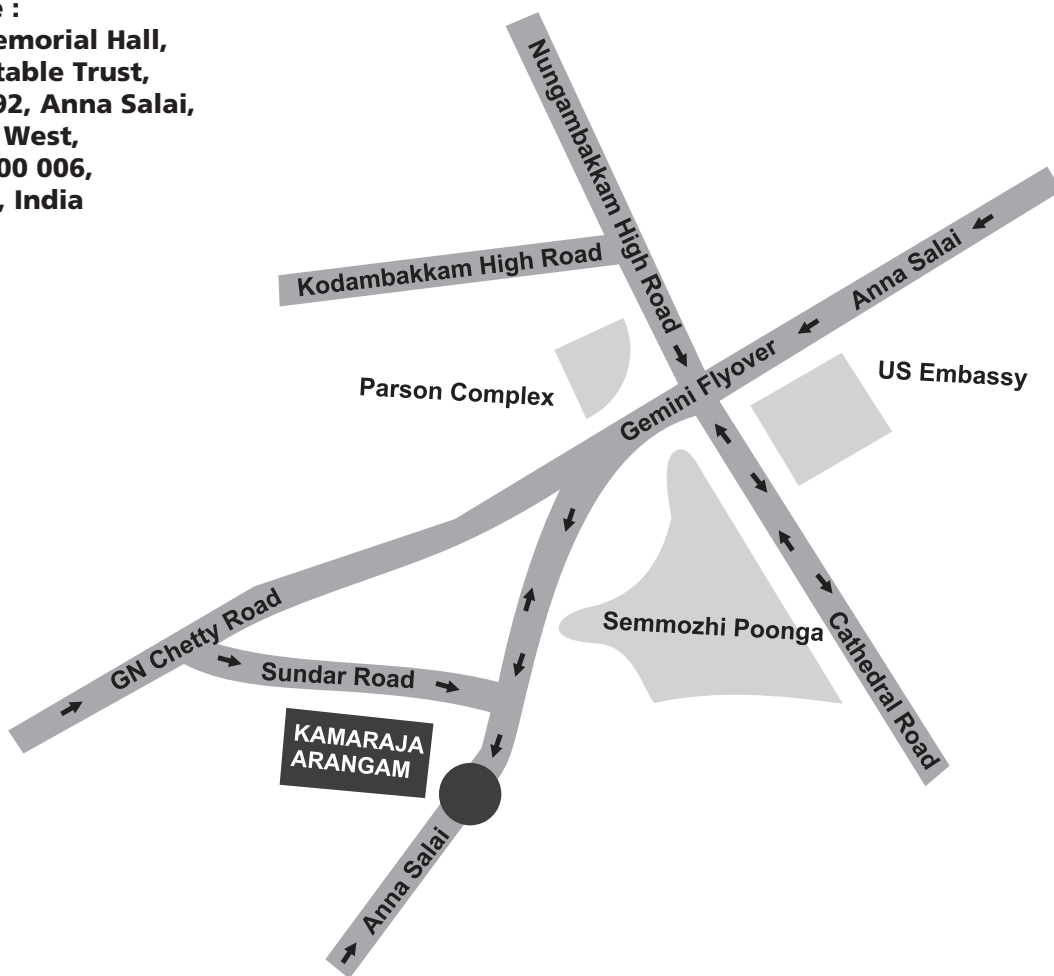 e :
emorial Hall,
table Trust,
92, Anna Salai,
West,
00 006,
, India
Nungambakkam High Road
Kodambakkam High Road
Anna Salai
Gemini Flyover
US Embassy
Parson Complex
Semmozhi Poonga
Cathedral Road
GN Chetty Road
Sundar Road
KAMARAJA
ARANGAM
Anna Salai